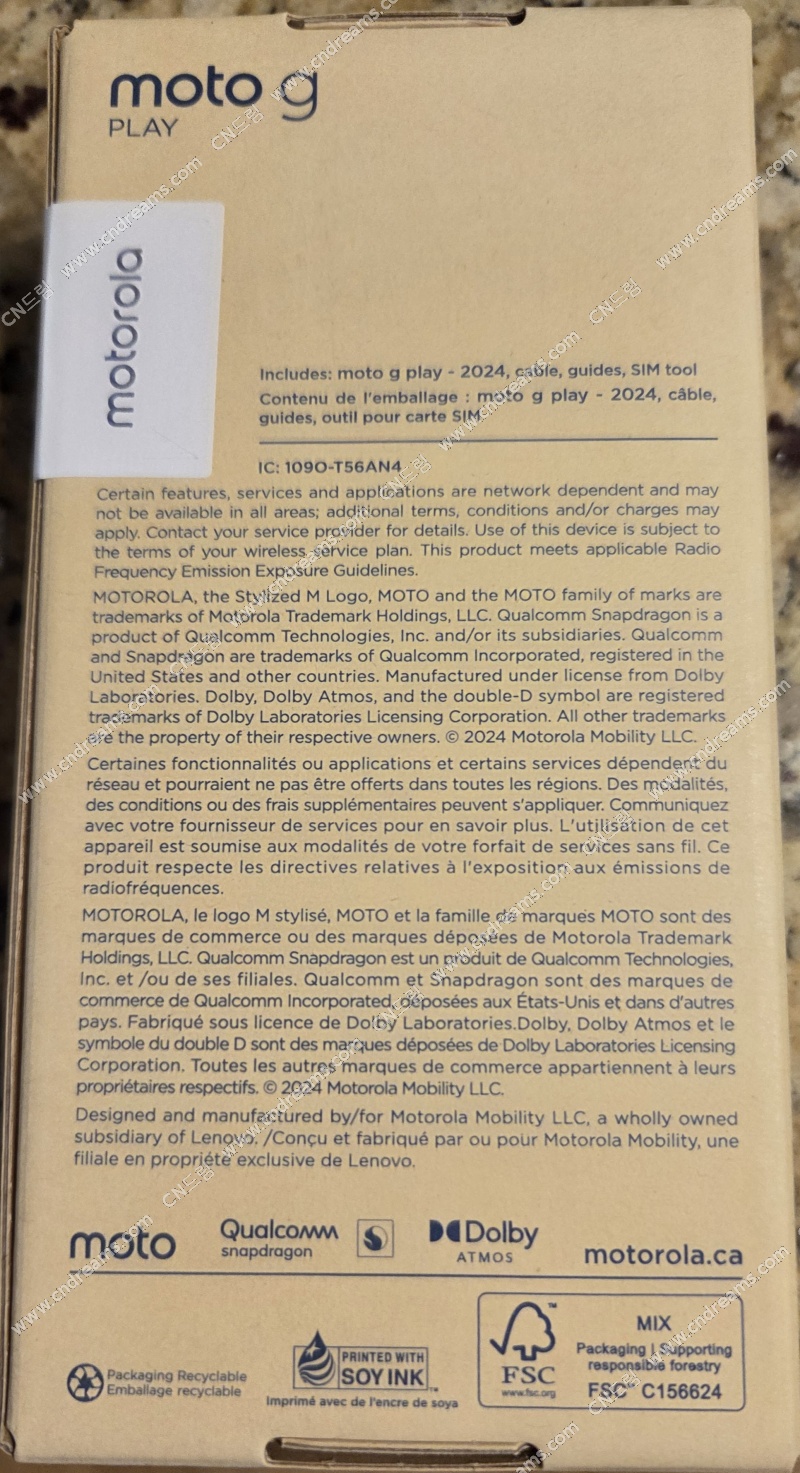 moto g
PLAY
motorola
Includes: moto g play - 2024, cable, guides, SIM tool
Contenu de l'emballage : moto g play - 2024, câble,
guides, outil pour carte SIM
IC: 1090-T56AN4
Certain features, services and applications are network dependent and may
not be available in all areas; additional terms, conditions and/or charges may
apply. Contact your service provider for details. Use of this device is subject to
the terms of your wireless service plan. This product meets applicable Radio
Frequency Emission Exposure Guidelines.
MOTOROLA, the Stylized M Logo, MOTO and the MOTO family of marks are
trademarks of Motorola Trademark Holdings, LLC. Qualcomm Snapdragon is a
product of Qualcomm Technologies, Inc. and/or its subsidiaries. Qualcomm
and Snapdragon are trademarks of Qualcomm Incorporated, registered in the
United States and other countries. Manufactured under license from Dolby
Laboratories. Dolby, Dolby Atmos, and the double-D symbol are registered
trademarks of Dolby Laboratories Licensing Corporation. All other trademarks
are the property of their respective owners. © 2024 Motorola Mobility LLC.
Certaines fonctionnalités ou applications et certains services dépendent du
réseau et pourraient ne pas être offerts dans toutes les régions. Des modalités,
des conditions ou des frais supplémentaires peuvent s'appliquer. Communiquez
avec votre fournisseur de services pour en savoir plus. L'utilisation de cet
appareil est soumise aux modalités de votre forfait de services sans fil. Ce
produit respecte les directives relatives à l'exposition aux émissions de
radiofréquences.
MOTOROLA, le logo M stylisé, MOTO et la famille de marques MOTO sont des
marques de commerce ou des marques déposées de Motorola Trademark
Holdings, LLC. Qualcomm Snapdragon est un produit de Qualcomm Technologies,
Inc. et /ou de ses filiales. Qualcomm et Snapdragon sont des marques de
commerce de Qualcomm Incorporated, déposées aux États-Unis et dans d'autres
pays. Fabriqué sous licence de Dolby Laboratories.Dolby, Dolby Atmos et le
symbole du double D sont des marques déposées de Dolby Laboratories Licensing
Corporation. Toutes les autres marques de commerce appartiennent à leurs
propriétaires respectifs. © 2024 Motorola Mobility LLC.
Designed and manufactured by/for Motorola Mobility LLC, a wholly owned
subsidiary of Lenovo. /Conçu et fabriqué par ou pour Motorola Mobility, une
filiale en propriété exclusive de Lenovo.
moto
Qualcomm
snapdragon
Dolby
ATMOS
motorola.ca
Packaging Recyclable
Emballage recyclable
PRINTED WITH
SOY INK™
Imprimé avec de l'encre de soya
FSC
www.fsc.org
MIX
Packaging | Supporting
responsible forestry
FSC® C156624
CN드림 www.cndreams.com